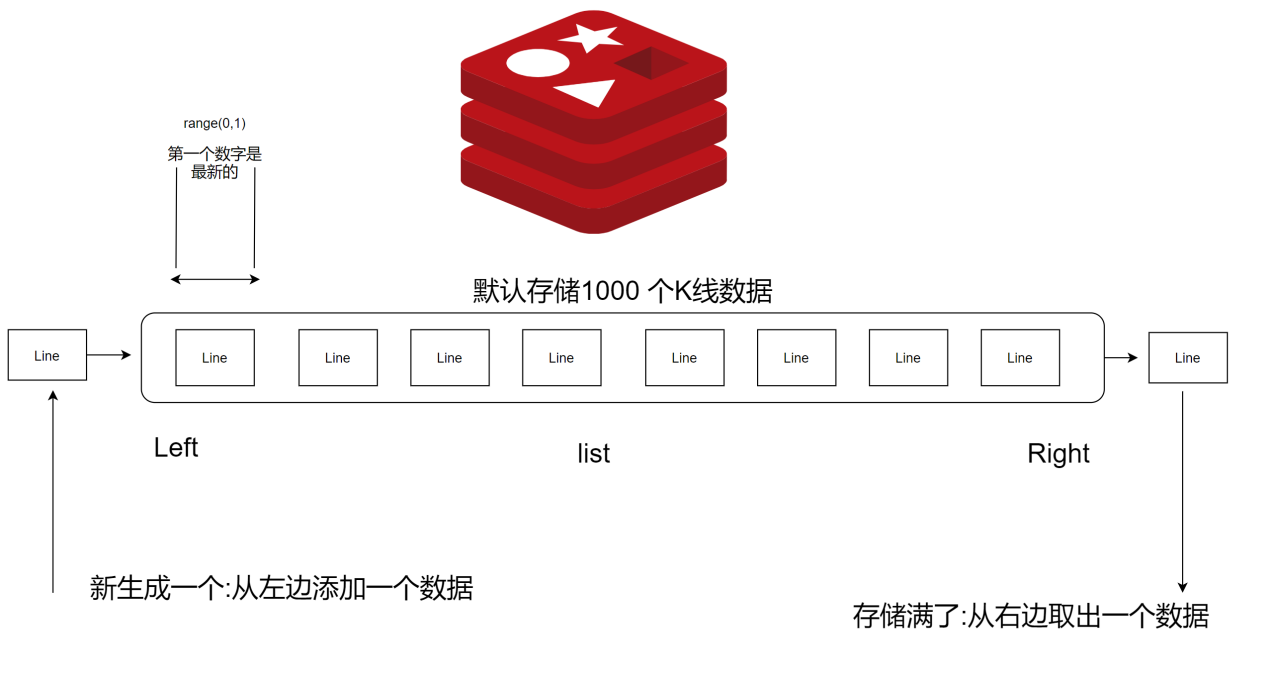 range(0,1)
第一个数字是
最新的
默认存储1000 个K线数据
Line
Line
Line
Line
Line
Line
Line
Line
Line
Line
Left
list
Right
新生成一个:从左边添加一个数据
存储满了:从右边取出一个数据